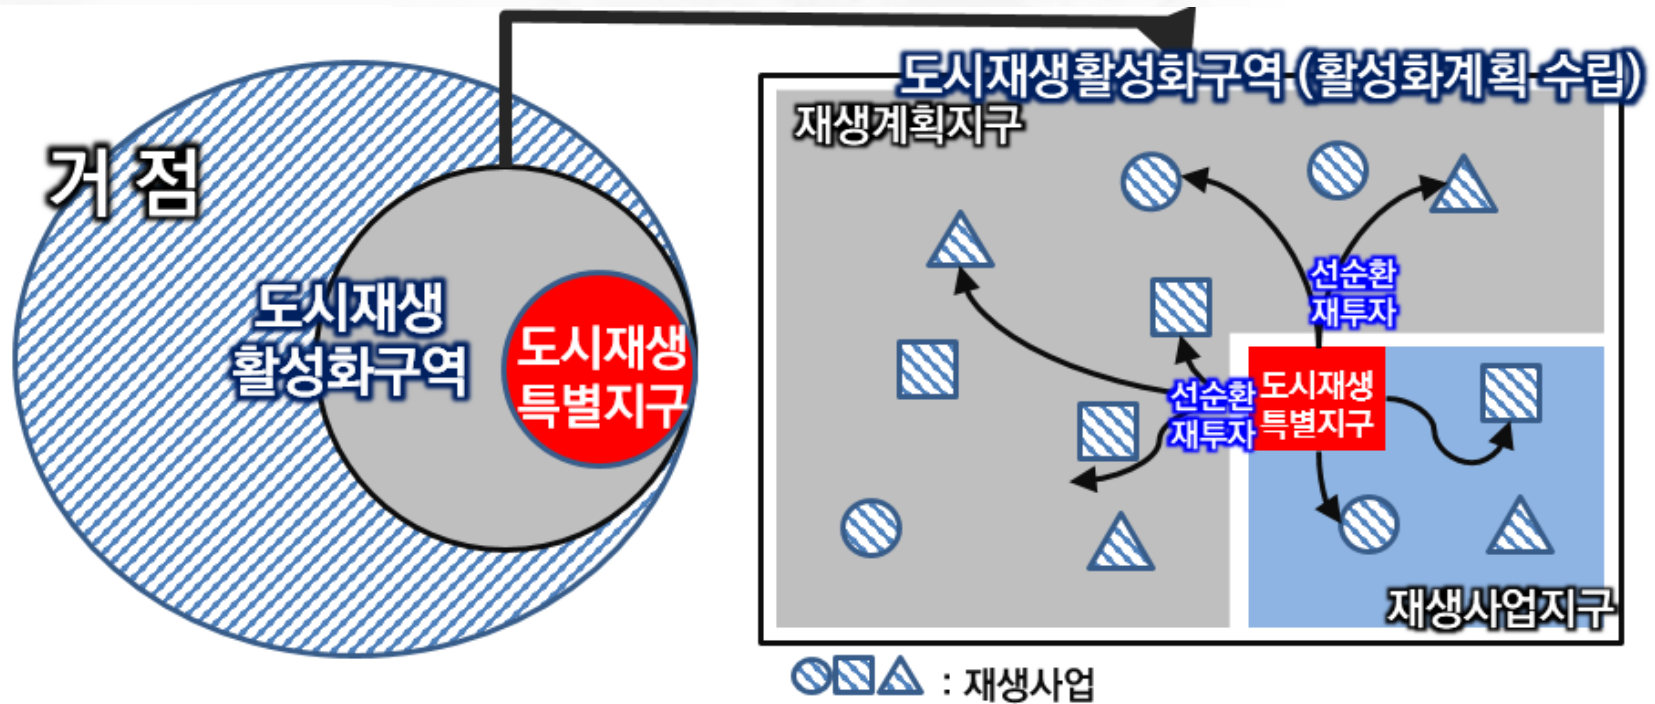 거 점
도시재생
활성화구역
도시재생
특별지구
도시재생활성화구역 (활성화계획 수립)
재생계획지구
선순환
재투자
선순환
재투자
도시재생
특별지구
재생사업지구
: 재생사업